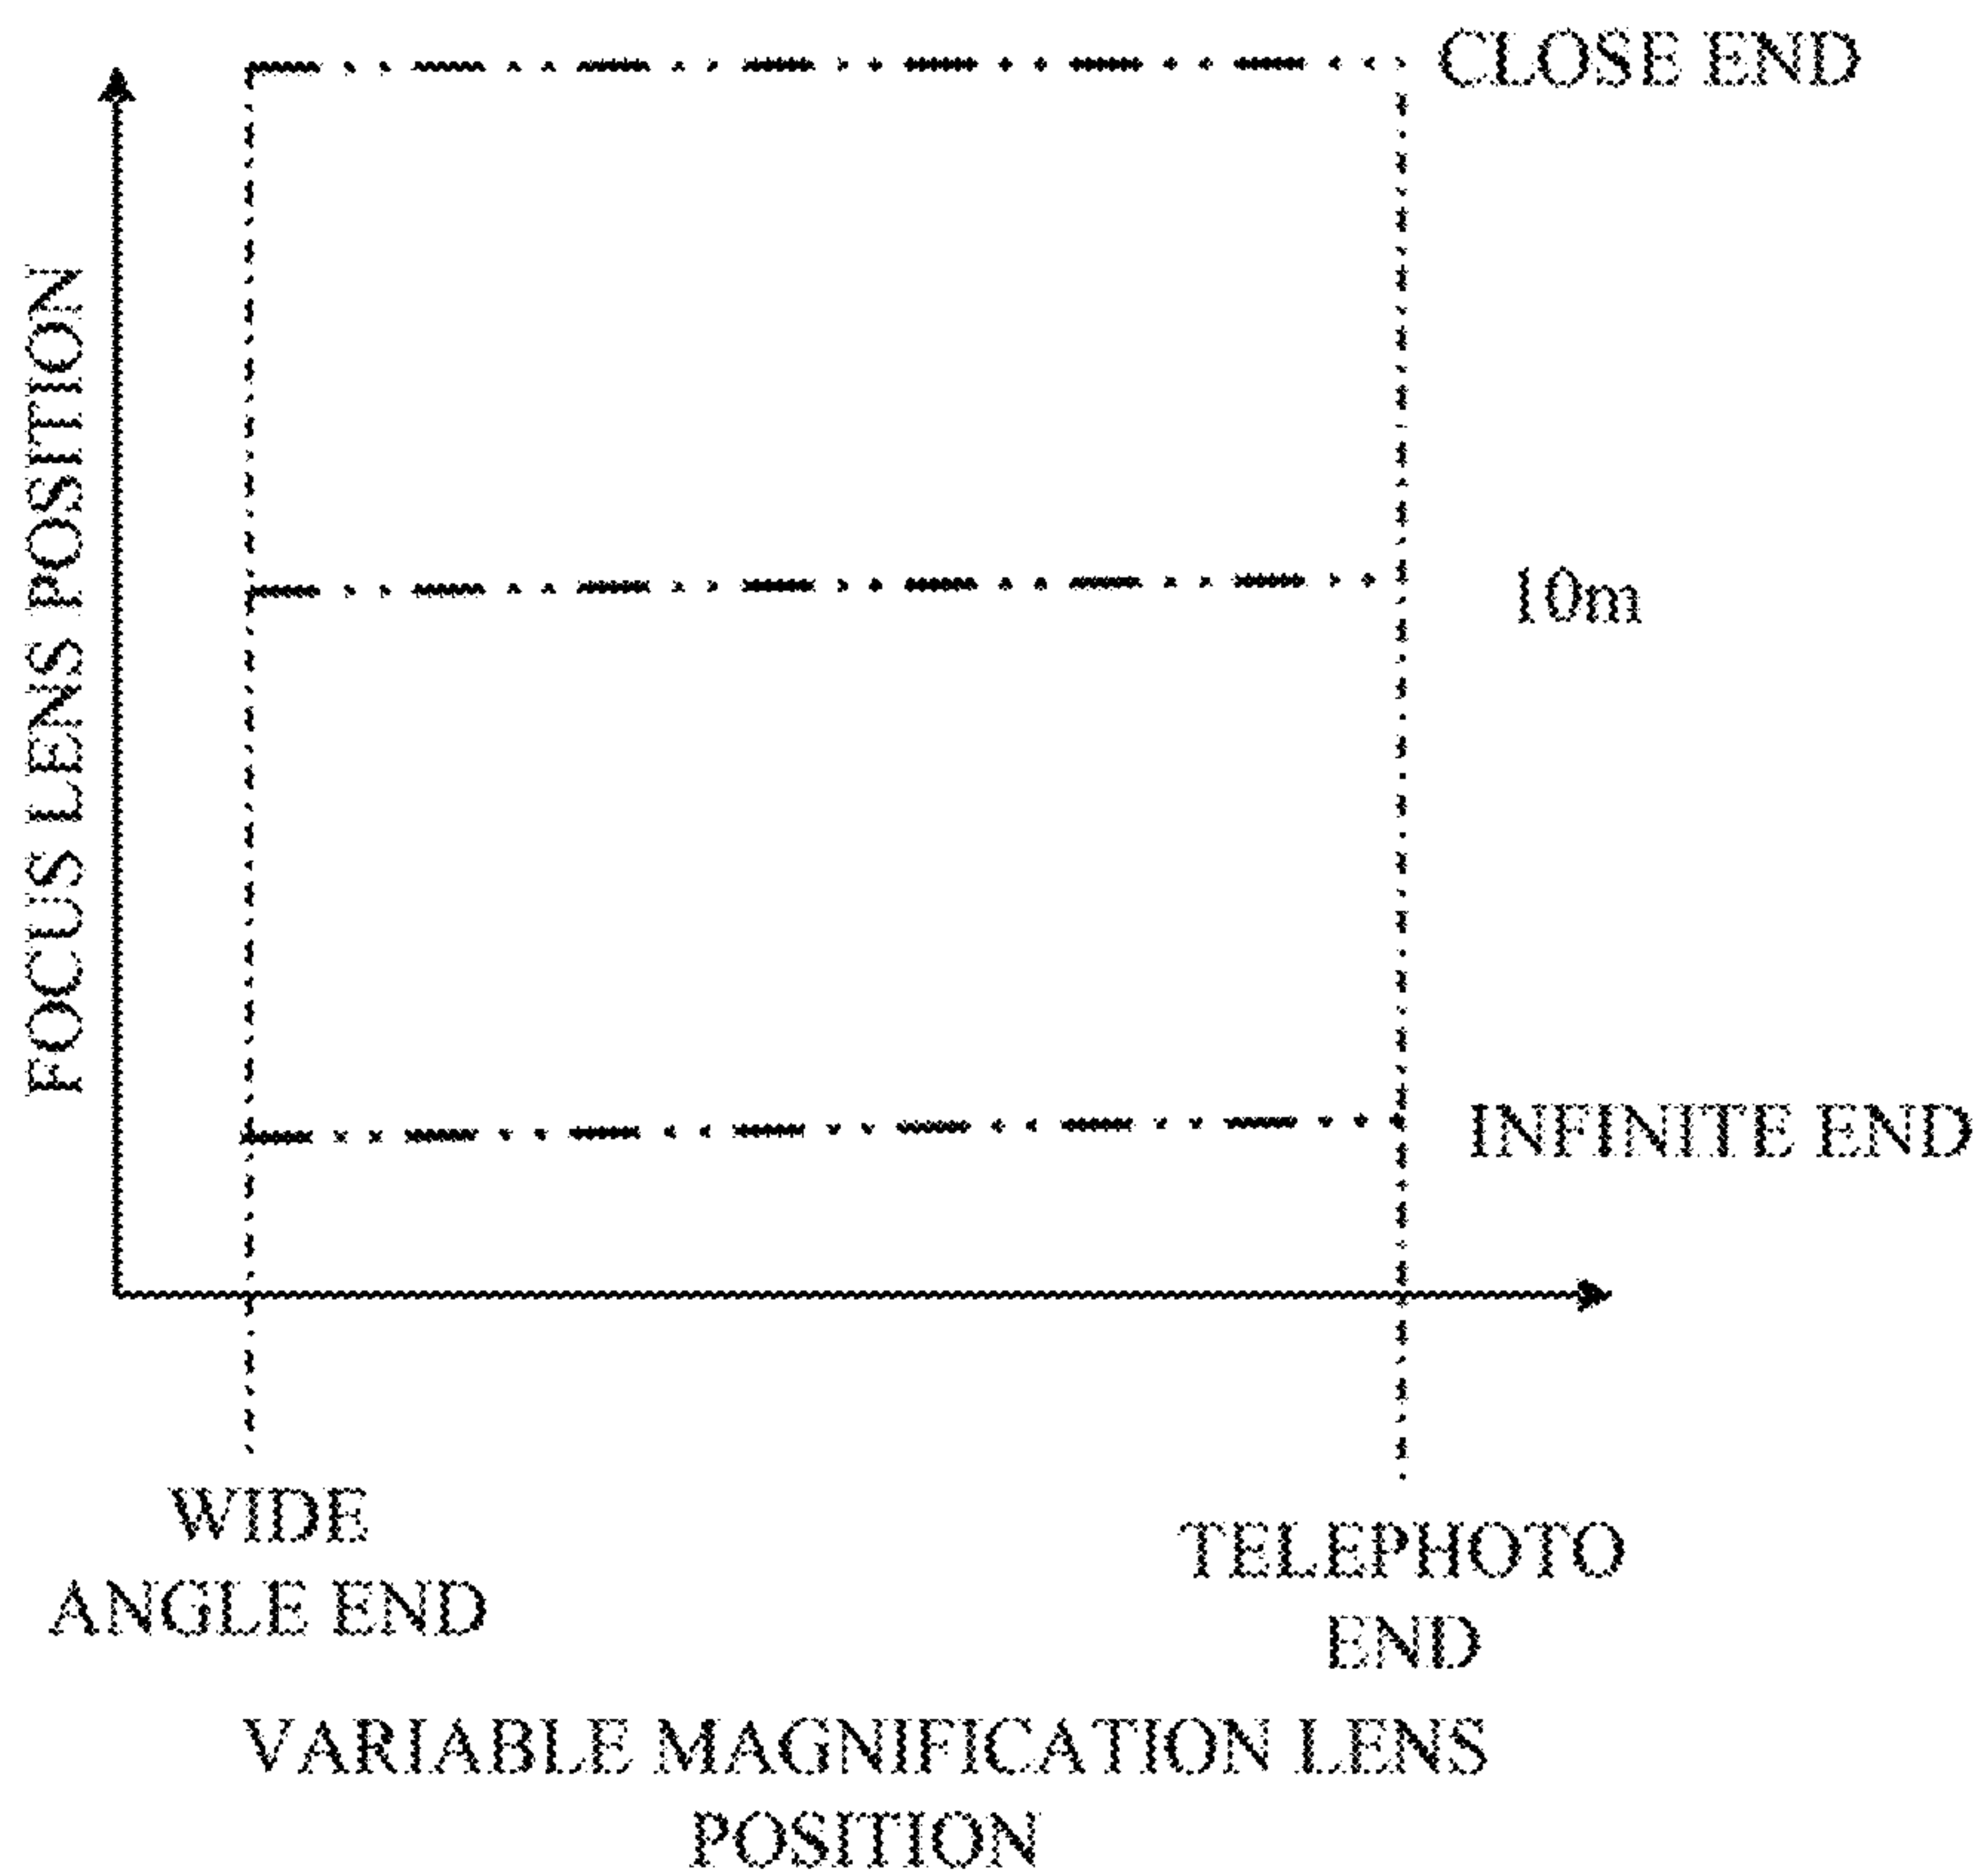 CLOSE END
FOCUS LENS POSITION
10m
INFINITE END
WIDE
ANGLE END
TELEPHOTO
END
VARIABLE MAGNIFICATION LENS
POSITION